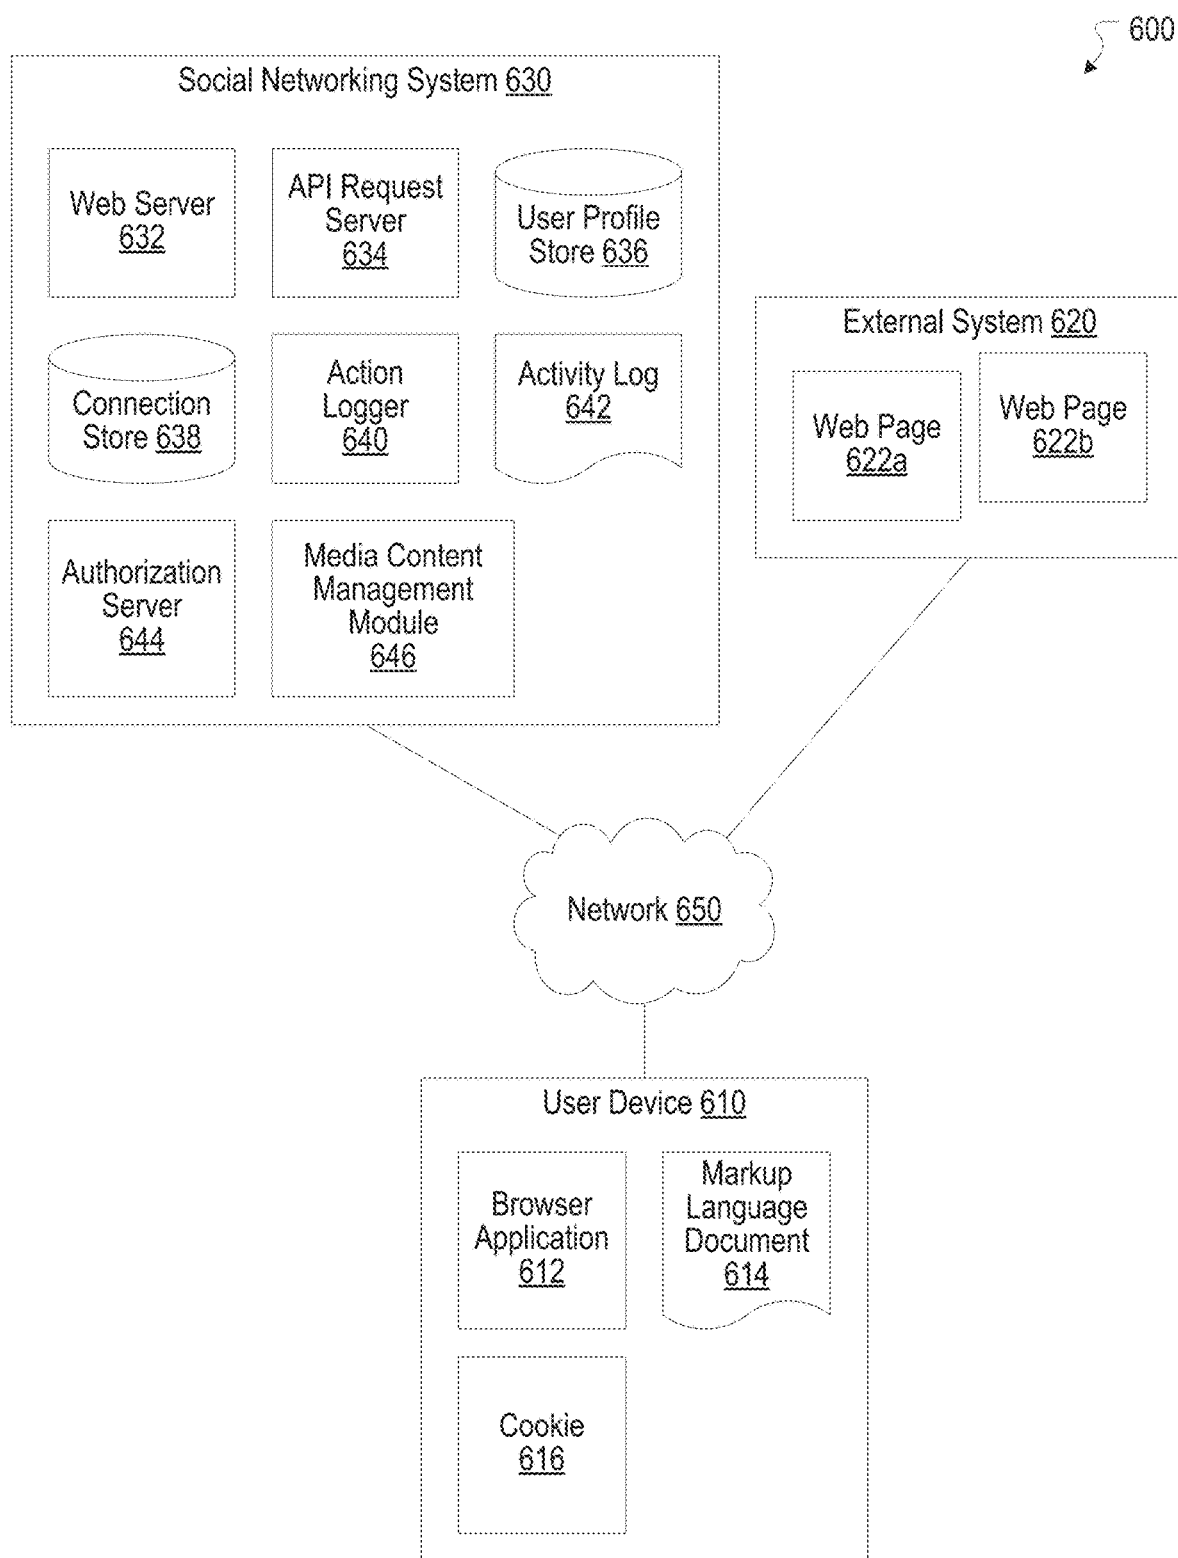 600
Social Networking System 630
Web Server
632
API Request
Server
634
User Profile
Store 636
Connection
Store 638
Action
Logger
640
Activity Log
642
Authorization
Server
644
Media Content
Management
Module
646
External System 620
Web Page
622a
Web Page
622b
Network 650
User Device 610
Browser
Application
612
Markup
Language
Document
614
Cookie
616